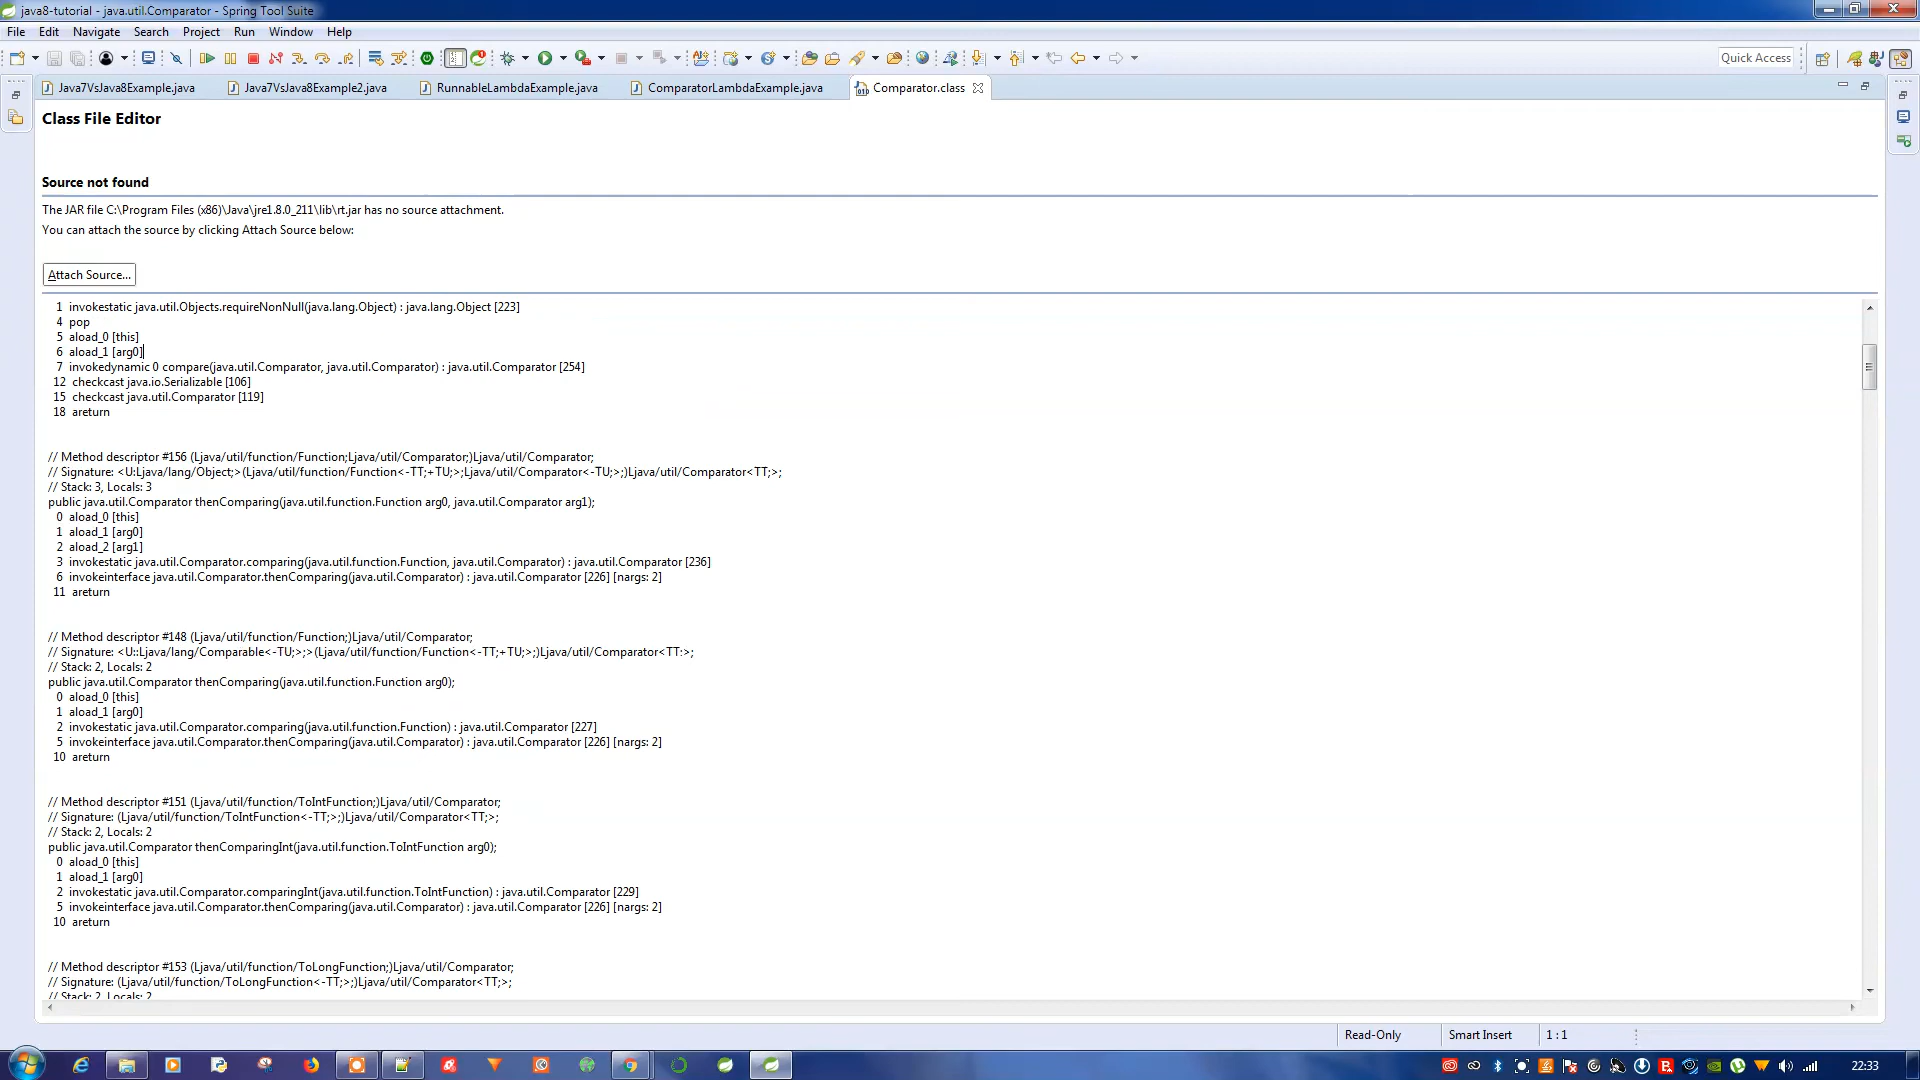 java8-tutorial - java.util.Comparator - Spring Tool Suite
File Edit Navigate Search Project Run Window Help
Quick Access
Java7VsJava8Example.java Java7VsJava8Example2.java RunnableLambdaExample.java ComparatorLambdaExample.java Comparator.class
Class File Editor
Source not found
The JAR file C:\Program Files (x86)\Java\jre1.8.0_211\lib\rt.jar has no source attachment.
You can attach the source by clicking Attach Source below:
Attach Source...
1 invokestatic java.util.Objects.requireNonNull(java.lang.Object) : java.lang.Object [223]
4 pop
5 aload_0 [this]
6 aload_1 [arg0]
7 invokedynamic 0 compare(java.util.Comparator, java.util.Comparator) : java.util.Comparator [254]
12 checkcast java.io.Serializable [106]
15 checkcast java.util.Comparator [119]
18 areturn
// Method descriptor #156 (Ljava/util/function/Function;Ljava/util/Comparator;)Ljava/util/Comparator;
// Signature: <U:Ljava/lang/Object;>(Ljava/util/function/Function<-TT;+TU;>;Ljava/util/Comparator<-TU;>;)Ljava/util/Comparator<TT;>;
// Stack: 3, Locals: 3
public java.util.Comparator thenComparing(java.util.function.Function arg0, java.util.Comparator arg1);
0 aload_0 [this]
1 aload_1 [arg0]
2 aload_2 [arg1]
3 invokestatic java.util.Comparator.comparing(java.util.function.Function, java.util.Comparator) : java.util.Comparator [236]
6 invokeinterface java.util.Comparator.thenComparing(java.util.Comparator) : java.util.Comparator [226] [nargs: 2]
11 areturn
// Method descriptor #148 (Ljava/util/function/Function;)Ljava/util/Comparator;
// Signature: <U::Ljava/lang/Comparable<-TU;>;>(Ljava/util/function/Function<-TT;+TU;>;)Ljava/util/Comparator<TT:>;
// Stack: 2, Locals: 2
public java.util.Comparator thenComparing(java.util.function.Function arg0);
0 aload_0 [this]
1 aload_1 [arg0]
2 invokestatic java.util.Comparator.comparing(java.util.function.Function) : java.util.Comparator [227]
5 invokeinterface java.util.Comparator.thenComparing(java.util.Comparator) : java.util.Comparator [226] [nargs: 2]
10 areturn
// Method descriptor #151 (Ljava/util/function/ToIntFunction;)Ljava/util/Comparator;
// Signature: (Ljava/util/function/ToIntFunction<-TT;>;)Ljava/util/Comparator<TT;>;
// Stack: 2, Locals: 2
public java.util.Comparator thenComparingInt(java.util.function.ToIntFunction arg0);
0 aload_0 [this]
1 aload_1 [arg0]
2 invokestatic java.util.Comparator.comparingInt(java.util.function.ToIntFunction) : java.util.Comparator [229]
5 invokeinterface java.util.Comparator.thenComparing(java.util.Comparator) : java.util.Comparator [226] [nargs: 2]
10 areturn
// Method descriptor #153 (Ljava/util/function/ToLongFunction;)Ljava/util/Comparator;
// Signature: (Ljava/util/function/ToLongFunction<-TT;>;)Ljava/util/Comparator<TT;>;
// Stack: 2, Locals: 2
Read-Only Smart Insert 1 : 1
22:33